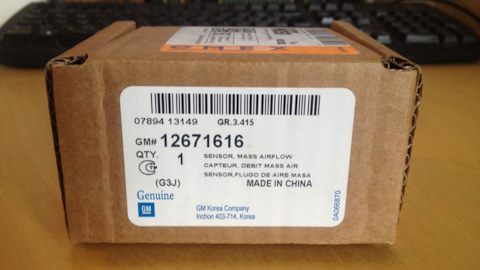 07894 13149 GR.3.415
GM# 12671616
QTY. 1 SENSOR, MASS AIRFLOW
CAPTEUR, DEBIT MASS AIR
SENSOR,FLUGO DE AIRE MASA
(G3J) MADE IN CHINA
Genuine
GM
GM Korea Company
Inchon 403-714, Korea
0A066870